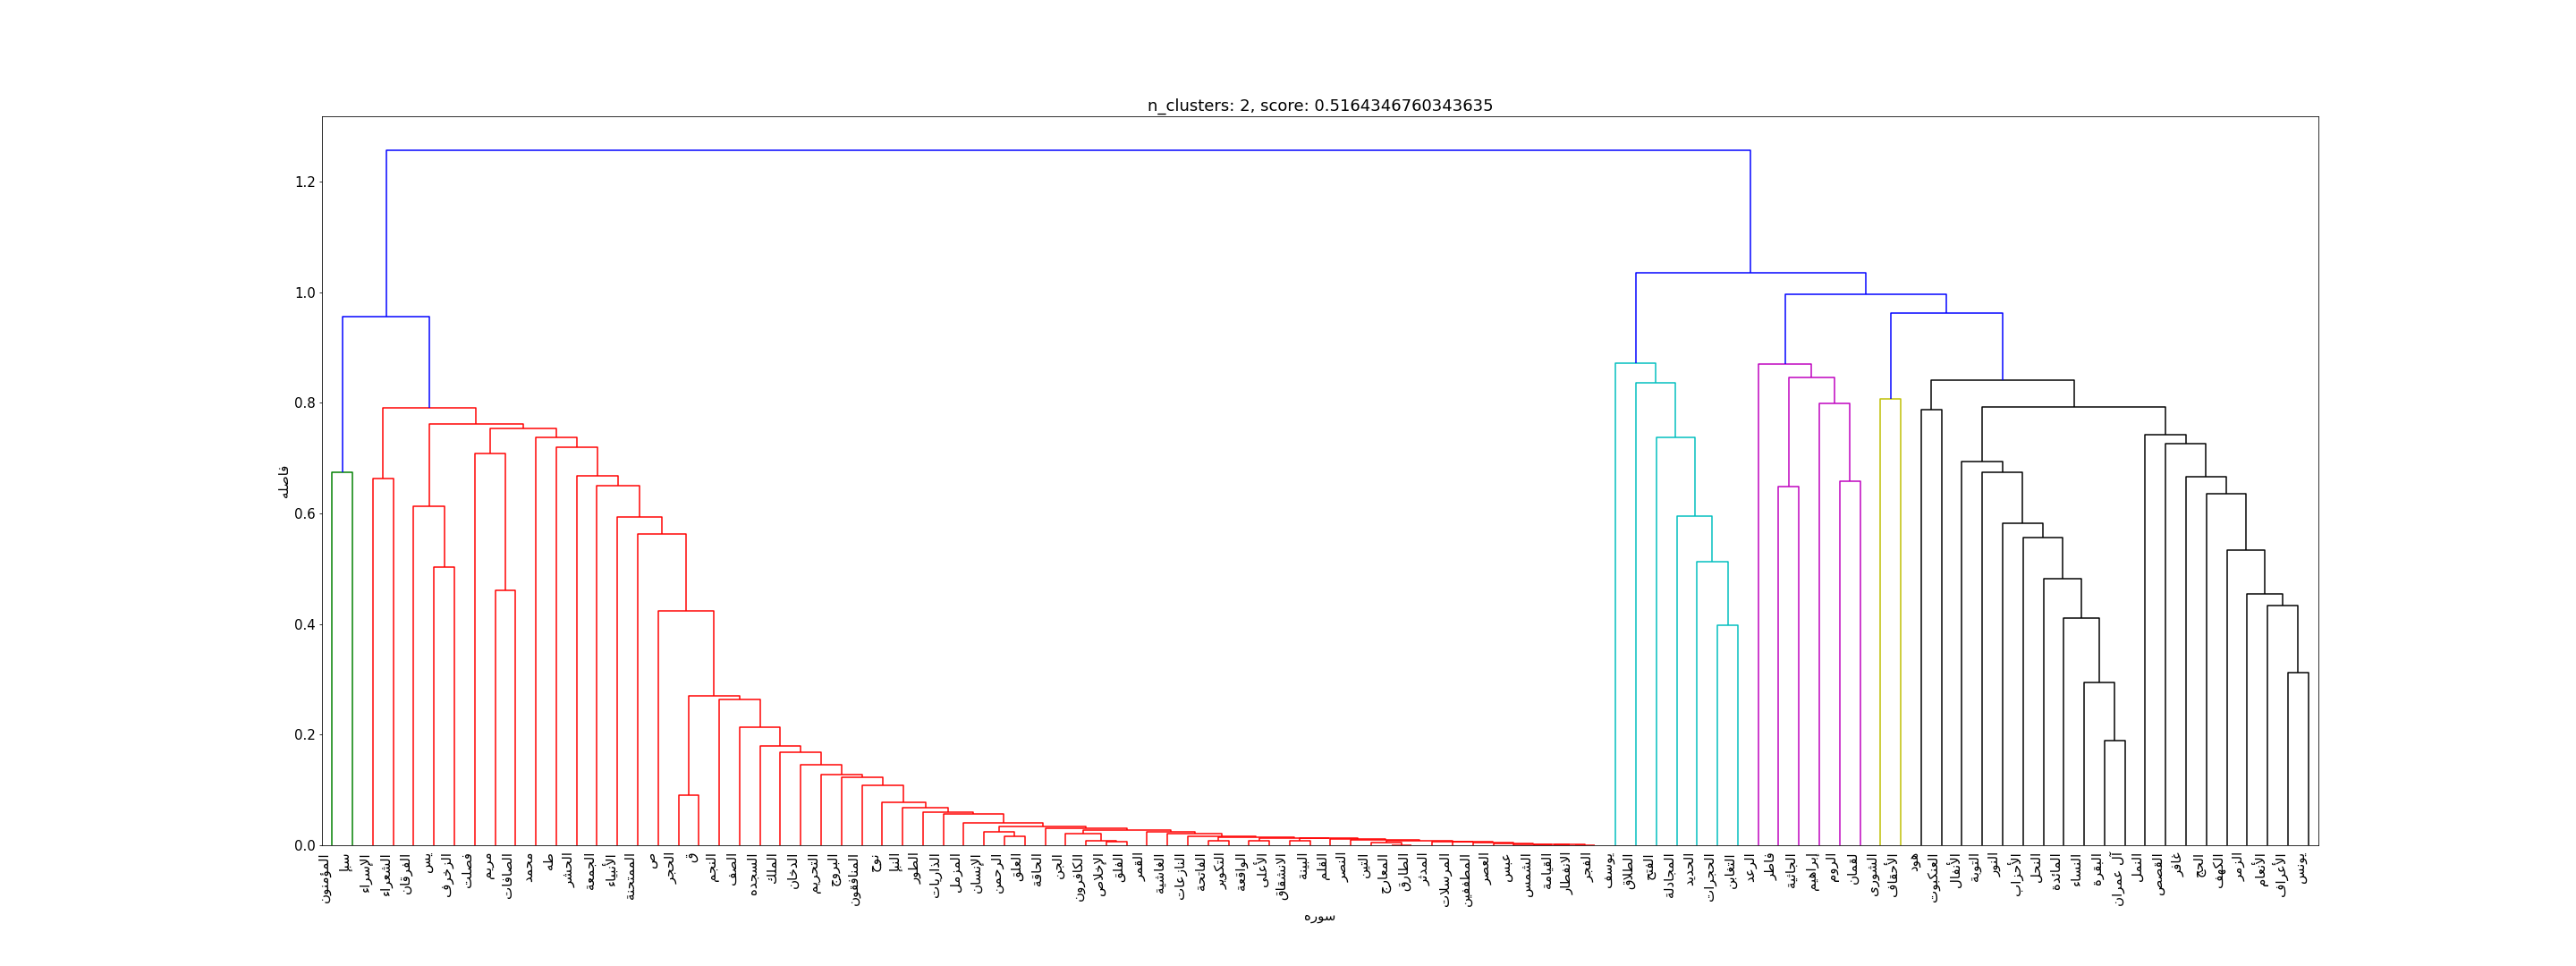 n_clusters: 2, score: 0.5164346760343635
1.2
1.0
0.8
0.6
0.4
0.2
0.0
فاصله
المؤمنون
سبإ
الإسراء
الشعراء
الفرقان
يس
الزخرف
فصلت
مريم
الصافات
محمد
طه
الحشر
الجمعة
الأنبياء
الممتحنة
ص
الحجر
ق
النجم
الصف
السجده
الملك
الدخان
التحريم
البروج
المنافقون
نوح
النبإ
الطور
الذاريات
المزمل
الإنسان
الرحمن
العلق
الحاقة
الجن
الكافرون
الإخلاص
الفلق
القمر
الغاشية
النازعات
الفاتحة
التكوير
الواقعة
الأعلى
الانشقاق
البينة
القلم
النصر
التين
المعارج
الطارق
المدثر
المرسلات
المطففين
العصر
عبس
الشمس
القيامة
الانفطار
الفجر
يوسف
الطلاق
الفتح
المجادلة
الحديد
الحجرات
التغابن
الرعد
فاطر
الجاثية
إبراهيم
الروم
لقمان
الشورى
الأحقاف
هود
العنكبوت
الأنفال
التوبة
النور
الأحزاب
النحل
المائدة
النساء
البقرة
آل عمران
النمل
القصص
غافر
الحج
الكهف
الزمر
الأنعام
الأعراف
يونس
سوره